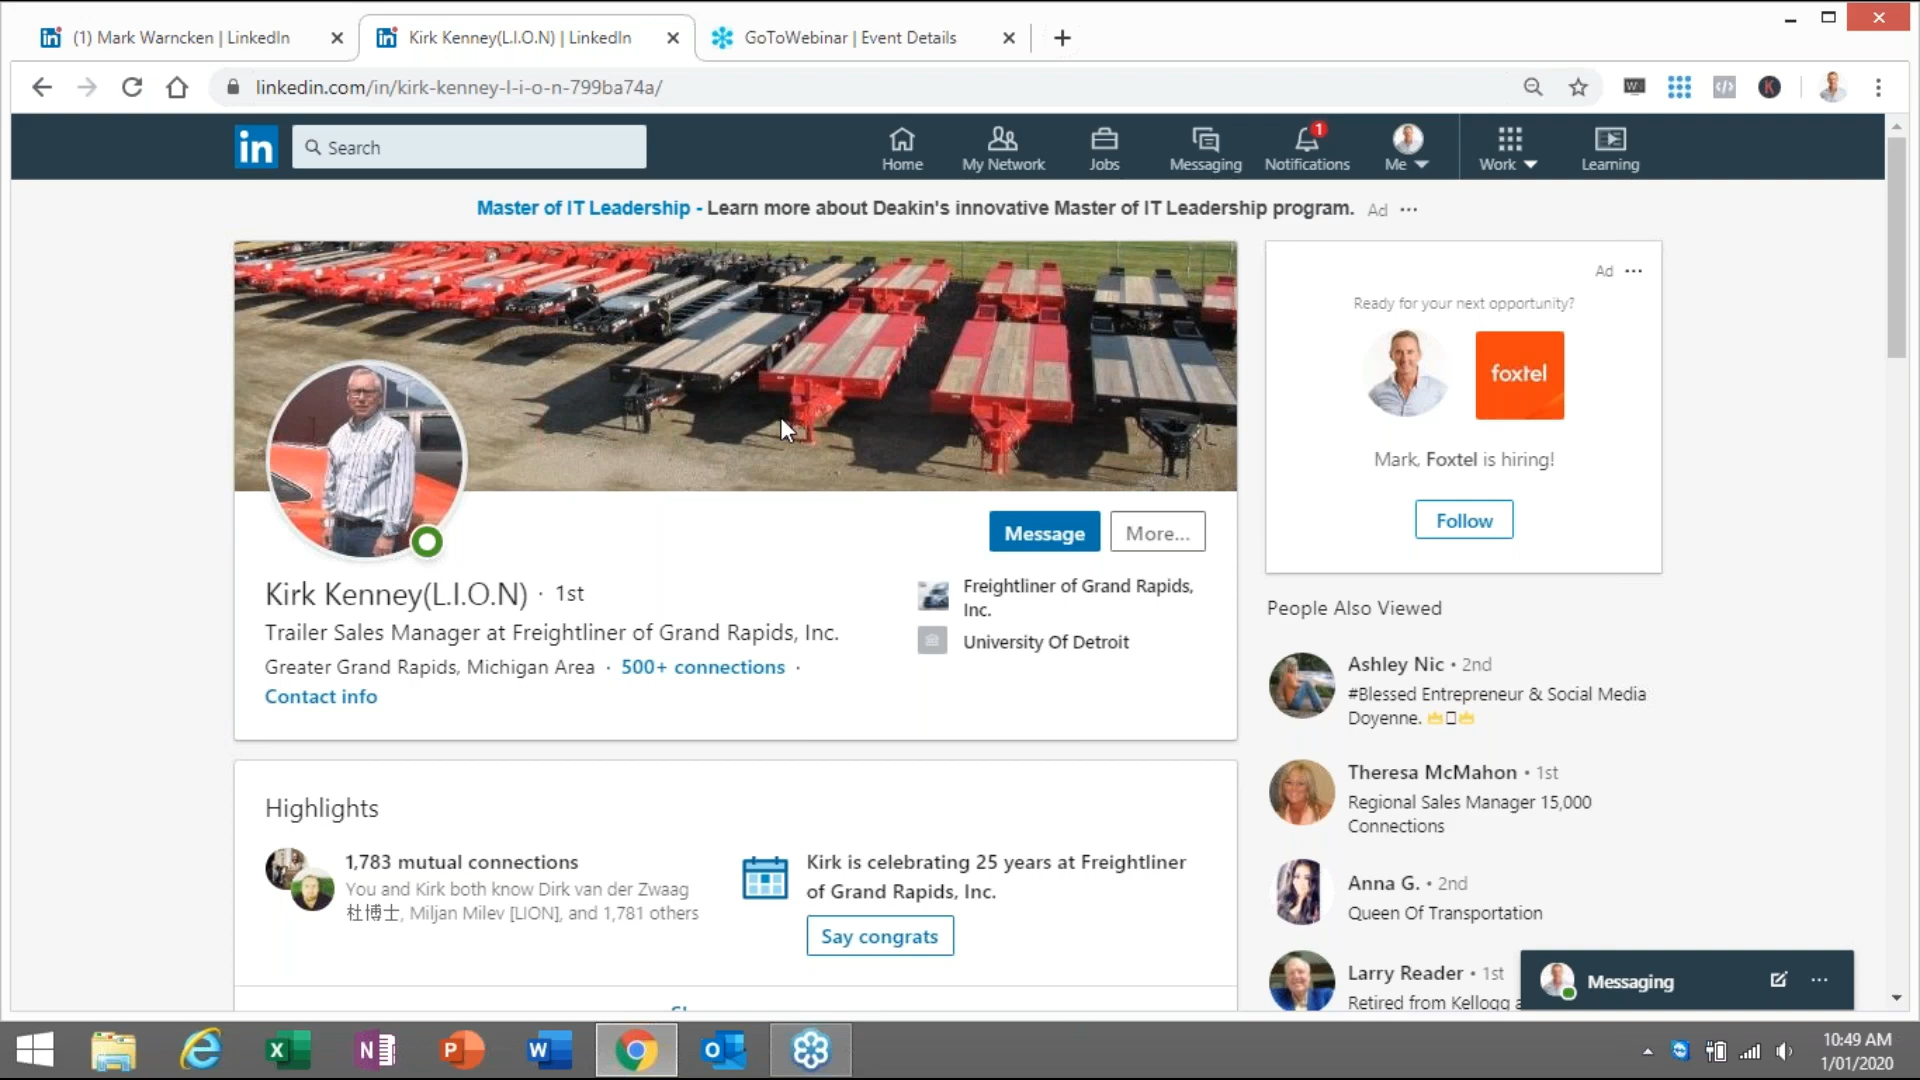 (1) Mark Warncken | LinkedIn
Kirk Kenney(L.I.O.N) | LinkedIn
GoToWebinar | Event Details
linkedin.com/in/kirk-kenney-l-i-o-n-799ba74a/
in
Search
Home
My Network
Jobs
Messaging
1
Notifications
Me
Work
Learning
Master of IT Leadership - Learn more about Deakin's innovative Master of IT Leadership program. Ad ...
Ad ...
Ready for your next opportunity?
foxtel
Mark, Foxtel is hiring!
Follow
Message
More...
Kirk Kenney(L.I.O.N) · 1st
Trailer Sales Manager at Freightliner of Grand Rapids, Inc.
Greater Grand Rapids, Michigan Area · 500+ connections ·
Contact info
Freightliner of Grand Rapids,
Inc.
University Of Detroit
Highlights
1,783 mutual connections
You and Kirk both know Dirk van der Zwaag
杜博士, Miljan Milev [LION], and 1,781 others
Kirk is celebrating 25 years at Freightliner
of Grand Rapids, Inc.
Say congrats
People Also Viewed
Ashley Nic • 2nd
#Blessed Entrepreneur & Social Media
Doyenne.
Theresa McMahon • 1st
Regional Sales Manager 15,000
Connections
Anna G. • 2nd
Queen Of Transportation
Larry Reader • 1st
Retired from Kellogg
Messaging
10:49 AM
1/01/2020